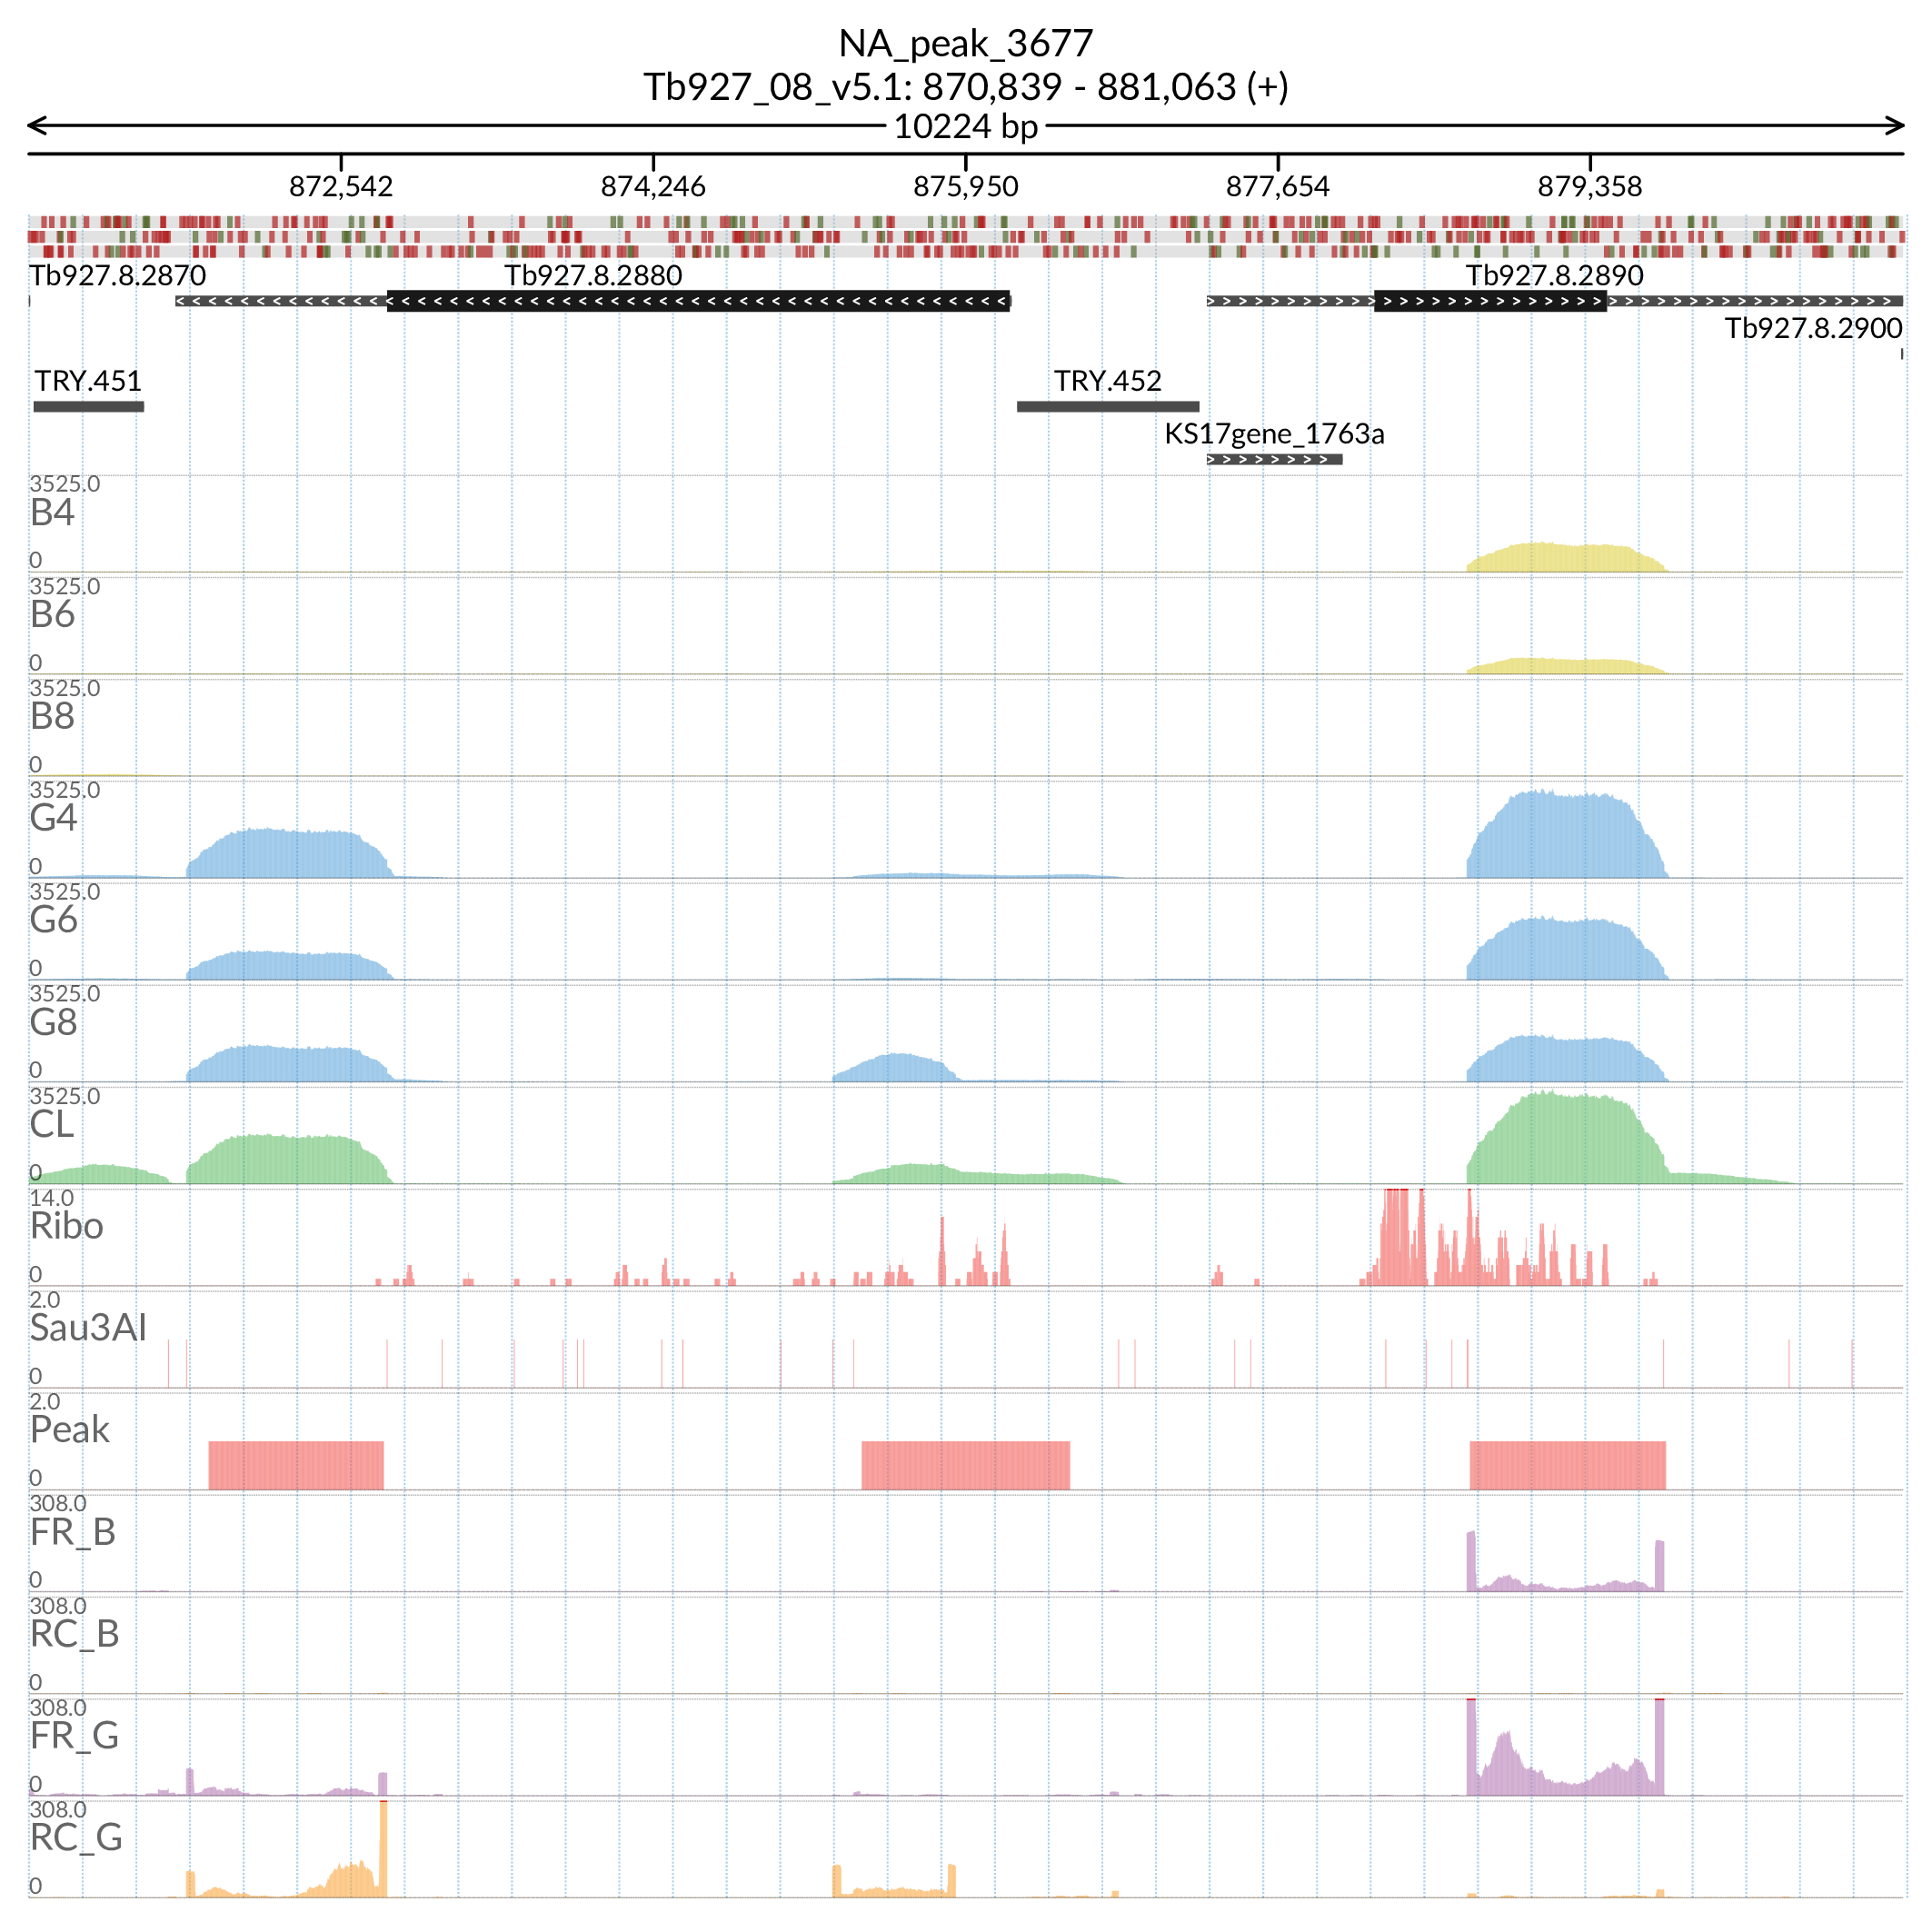 NA_peak_3677
Tb927_08_v5.1: 870,839 - 881,063 (+)
10224 bp
872,542 874,246 875,950 877,654 879,358
Tb927.8.2870 Tb927.8.2880 Tb927.8.2890
Tb927.8.2900
TRY.451 TRY.452
KS17gene_1763a
3525.0
B4
0
3525.0
B6
0
3525.0
B8
0
3525.0
G4
0
3525.0
G6
0
3525.0
G8
0
3525.0
CL
0
14.0
Ribo
0
2.0
Sau3AI
0
2.0
Peak
0
308.0
FR_B
0
308.0
RC_B
0
308.0
FR_G
0
308.0
RC_G
0